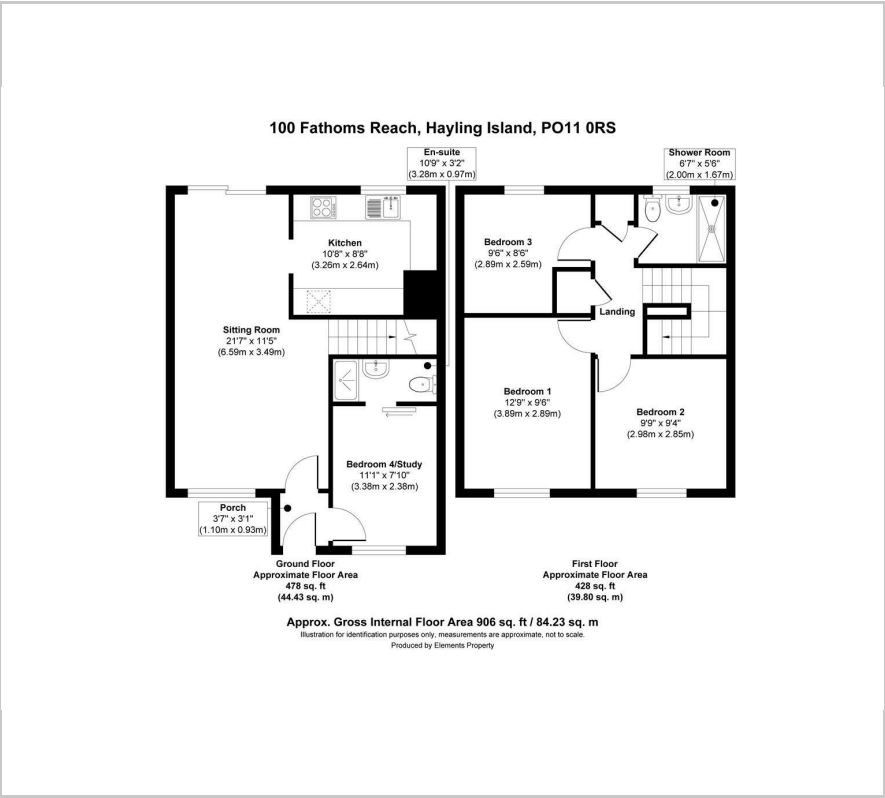 100 Fathoms Reach, Hayling Island, PO11 0RS
En-suite
10'9" x 3'2"
(3.28m x 0.97m)
Shower Room
6'7" x 5'6"
(2.00m x 1.67m)
Kitchen
10'8" x 8'8"
(3.26m x 2.64m)
Bedroom 3
9'6" x 8'6"
(2.89m x 2.59m)
Landing
Sitting Room
21'7" x 11'5"
(6.59m x 3.49m)
Bedroom 1
12'9" x 9'6"
(3.89m x 2.89m)
Bedroom 2
9'9" x 9'4"
(2.98m x 2.85m)
Bedroom 4/Study
11'1" x 7'10"
(3.38m x 2.38m)
Porch
3'7" x 3'1"
(1.10m x 0.93m)
Ground Floor
Approximate Floor Area
478 sq. ft
(44.43 sq. m)
First Floor
Approximate Floor Area
428 sq. ft
(39.80 sq. m)
Approx. Gross Internal Floor Area 906 sq. ft / 84.23 sq. m
Illustration for identification purposes only, measurements are approximate, not to scale.
Produced by Elements Property